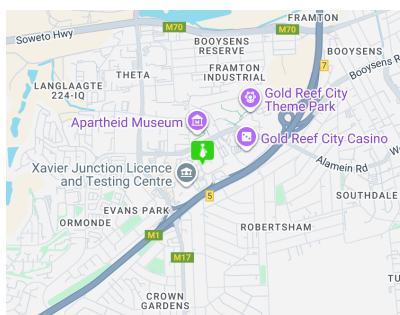 FRAMTON
M70
M70
Soweto Hwy
BOOYSENS
RESERVE
BOOYSENS
7
THETA
FRAMTON
INDUSTRIAL
Booysens R
LANGLAAGTE
224-IQ
Gold Reef City
Theme Park
Apartheid Museum
Gold Reef City Casino
Alamein Rd
Xavier Junction Licence
and Testing Centre
5
SOUTHDALE
EVANS PARK
ORMONDE
ROBERTSHAM
M1
M17
TU
CROWN
GARDENS